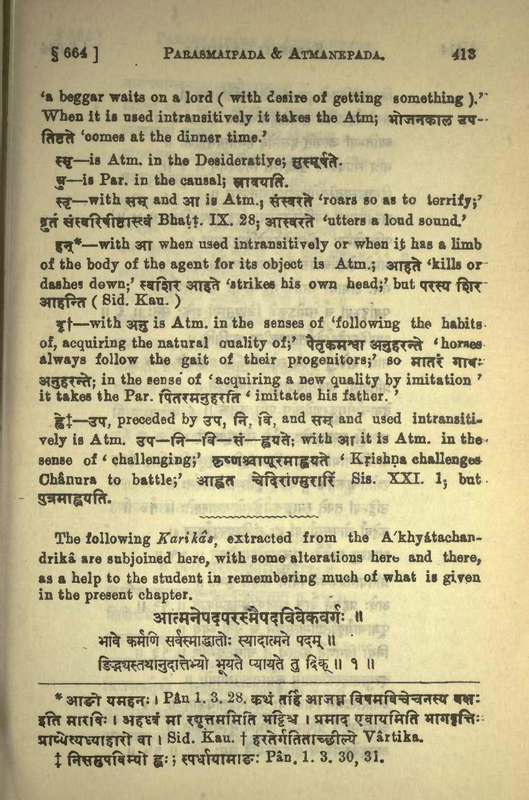 § 664 ] PARASMAIPADA & ATMANEPADA. 413
‘a beggar waits on a lord ( with desire of getting something ).’
When it is used intransitively it takes the Atm; भोजनकाल उप-
तिष्ठते ‘comes at the dinner time.’
स्मृ—is Atm. in the Desiderative; सुस्मूर्षते.
स्रु—is Par. in the causal; स्रावयति.
स्वृ—with सम् and आ is Atm., संस्वरते ‘roars so as to terrify;’
द्रुतं संस्वरिषीष्ठास्त्वं Bhaṭṭ. IX. 28; आस्वरते ‘utters a loud sound.’
हन्*—with आ when used intransitively or when it has a limb
of the body of the agent for its object is Atm.; आहते ‘kills or
dashes down;’ स्वशिर आहते ‘strikes his own head;’ but परस्य शिर
आहन्ति ( Sid. Kau. )
हृ†—with अनु is Atm. in the senses of ‘following the habits
of, acquiring the natural quality of;’ पैतृकमश्वा अनुहरन्ते ‘horses
always follow the gait of their progenitors;’ so मातरं गावः
अनुहरन्ते; in the sense of ‘acquiring a new quality by imitation ’
it takes the Par. पितरमनुहरति ‘ imitates his father. ’
ह्वे‡—उप, preceded by उप, नि, वि, and सम् and used intransiti-
vely is Atm. उप—नि—वि—सं—ह्वयते; with आ it is Atm. in the
sense of ‘ challenging;’ कृष्णश्चाणूरमाह्वयते ‘ Kṛishṇa challenges
Chânura to battle;’ आह्वत चेदिराण्मुरारिं Sis. XXI. 1, but
पुत्रमाह्वयति.
The following Karikâs, extracted from the A'khyátachan-
drikâ are subjoined here, with some alterations here and there,
as a help to the student in remembering much of what is given
in the present chapter.
आत्मनेपदपरस्मैपदविवेकवर्गः ॥
भावे कर्मणि सर्वस्माद्धातोः स्यादात्मने पदम् ॥
ङिद्भ्यस्तथानुदात्तेभ्यो भूयते प्यायते तु दिक् ॥ १ ॥
* आङो यमहनः । Pân 1. 3. 28. कथं तर्हि आजघ्ने विषमविचेचनस्य वक्षः
इति भारविः । अहध्वं मा रघूत्तममिति भट्टिश्च । प्रमाद एवायमिति भागवृत्तिः
प्राप्येत्यध्याहारो वा । Sid. Kau. † हरतेर्गतिताच्छील्ये Vârtika.
‡ निसमुपविभ्यो ह्वः ; स्पर्धायामाङः Pân. 1. 3. 30, 31.